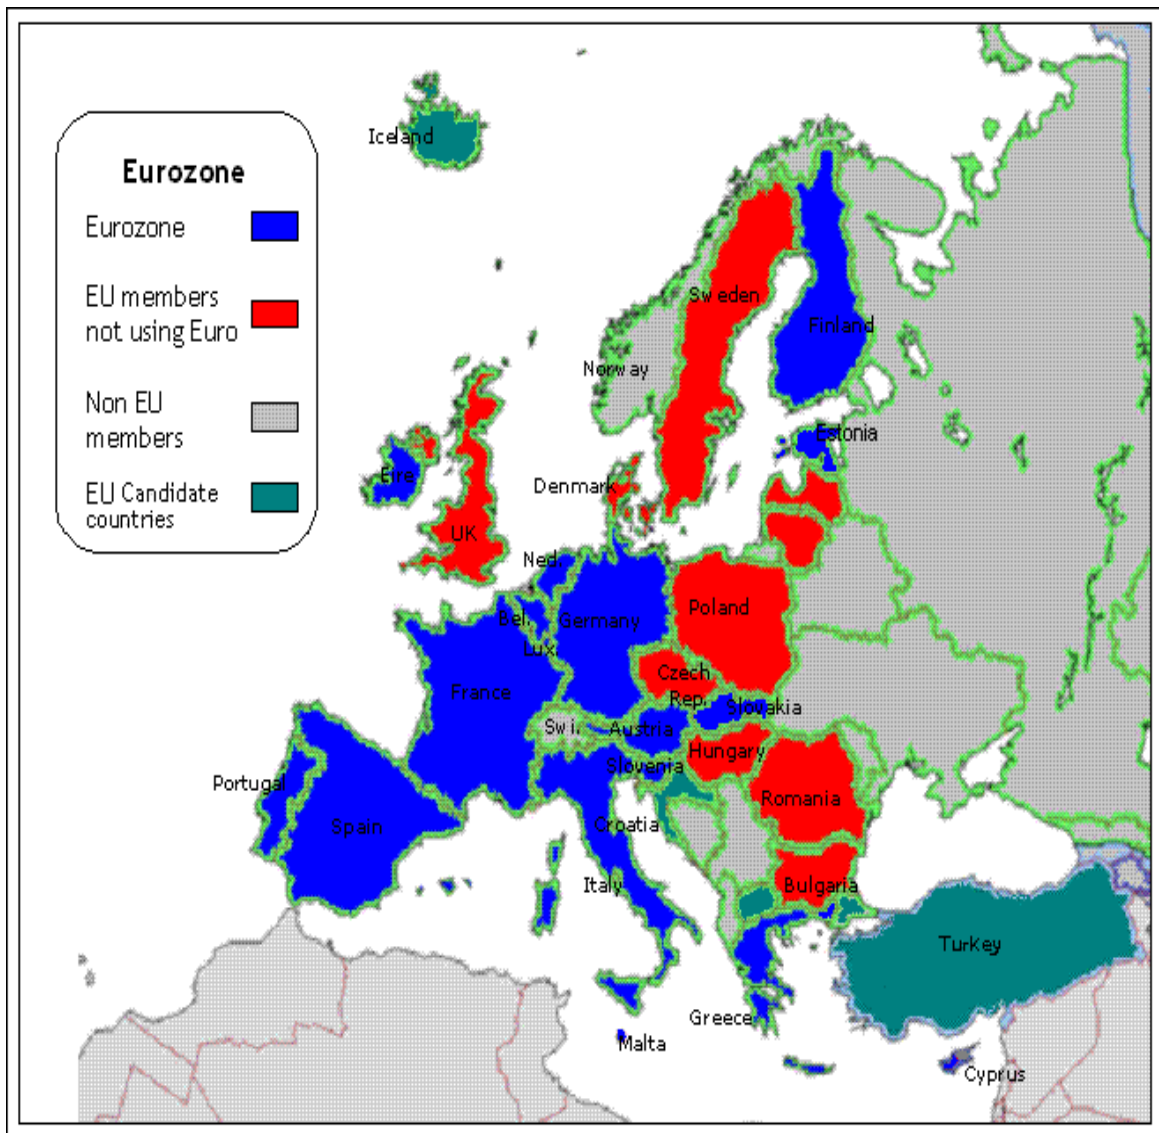 Eurozone
Eurozone
EU members
not using Euro
Non EU
members
EU Candidate
countries
Iceland
Sweden
Finland
Norway
Estonia
Eire
Denmark
UK
Ned.
Poland
Bel.
Germany
Lux
Czech
Rep.
France
Slovakia
Swi.
Austria
Hungary
Slovenia
Portugal
Romania
Spain
Croatia
Italy
Bulgaria
Turkey
Greece
Malta
Cyprus